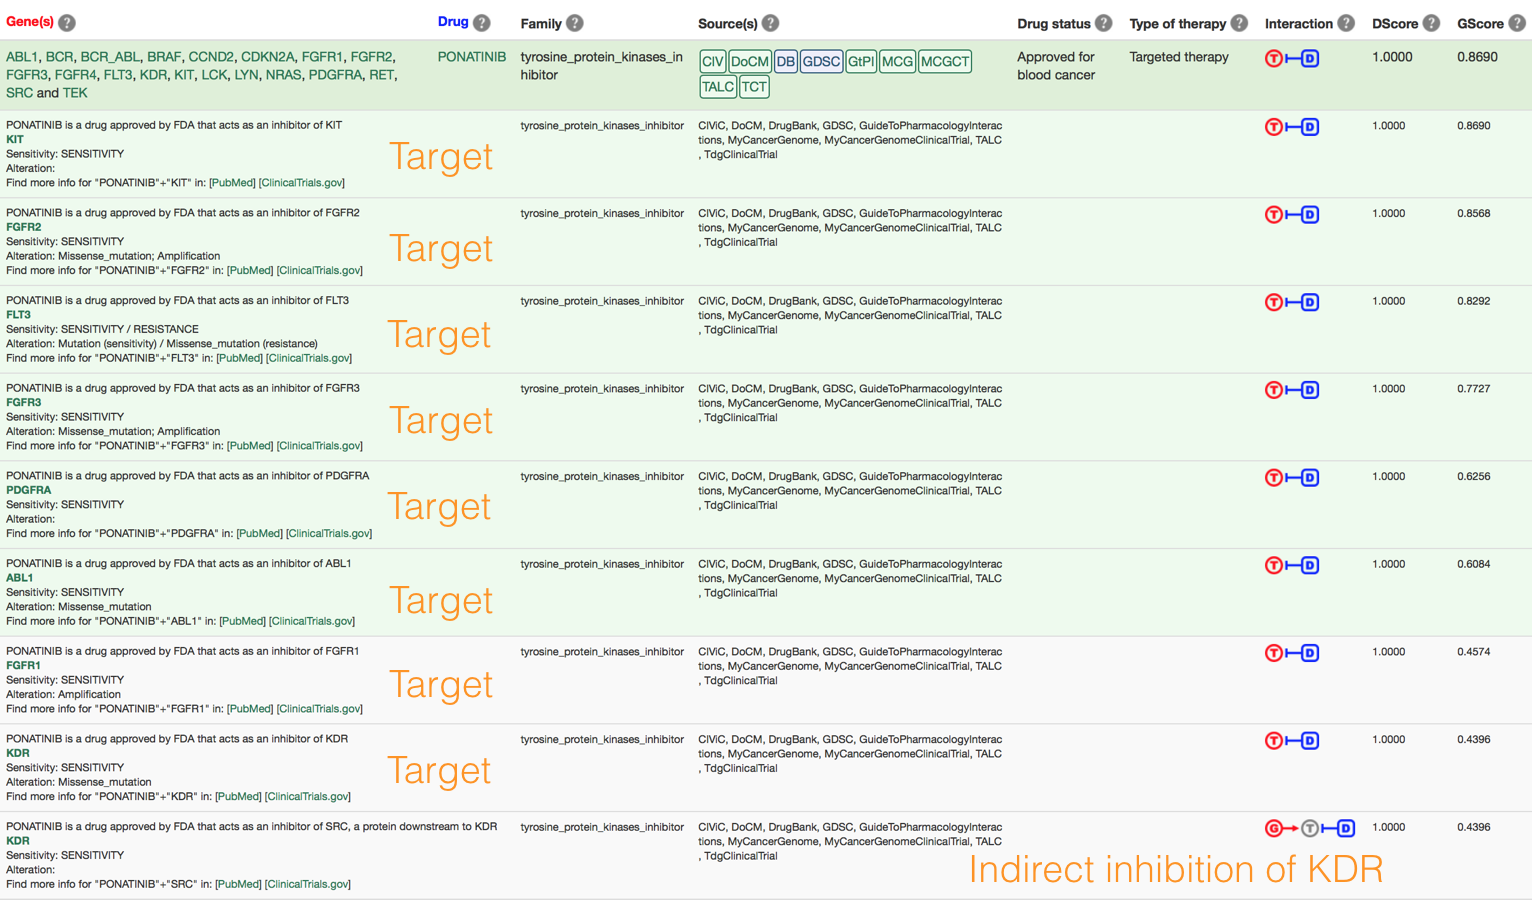 Gene(s) ? Drug ? Family ? Source(s) ? Drug status ? Type of therapy ? Interaction ? DScore ? GScore ?
ABL1, BCR, BCR_ABL, BRAF, CCND2, CDKN2A, FGFR1, FGFR2, PONATINIB tyrosine_protein_kinases_in CIV DoCM DB GDSC GtPl MCG MCGCT Approved for Targeted therapy T D 1.0000 0.8690
FGFR3, FGFR4, FLT3, KDR, KIT, LCK, LYN, NRAS, PDGFRA, RET, hibitor TALC TCT blood cancer
SRC and TEK
PONATINIB is a drug approved by FDA that acts as an inhibitor of KIT tyrosine_protein_kinases_inhibitor CIViC, DoCM, DrugBank, GDSC, GuideToPharmacologyInterac T D 1.0000 0.8690
KIT tions, MyCancerGenome, MyCancerGenomeClinicalTrial, TALC
Sensitivity: SENSITIVITY Target , TdgClinicalTrial
Alteration:
Find more info for "PONATINIB"+"KIT" in: [PubMed] [ClinicalTrials.gov]
PONATINIB is a drug approved by FDA that acts as an inhibitor of FGFR2 tyrosine_protein_kinases_inhibitor CIViC, DoCM, DrugBank, GDSC, GuideToPharmacologyInterac T D 1.0000 0.8568
FGFR2 tions, MyCancerGenome, MyCancerGenomeClinicalTrial, TALC
Sensitivity: SENSITIVITY Target , TdgClinicalTrial
Alteration: Missense_mutation; Amplification
Find more info for "PONATINIB"+"FGFR2" in: [PubMed] [ClinicalTrials.gov]
PONATINIB is a drug approved by FDA that acts as an inhibitor of FLT3 tyrosine_protein_kinases_inhibitor CIViC, DoCM, DrugBank, GDSC, GuideToPharmacologyInterac T D 1.0000 0.8292
FLT3 tions, MyCancerGenome, MyCancerGenomeClinicalTrial, TALC
Sensitivity: SENSITIVITY / RESISTANCE Target , TdgClinicalTrial
Alteration: Mutation (sensitivity) / Missense_mutation (resistance)
Find more info for "PONATINIB"+"FLT3" in: [PubMed] [ClinicalTrials.gov]
PONATINIB is a drug approved by FDA that acts as an inhibitor of FGFR3 tyrosine_protein_kinases_inhibitor CIViC, DoCM, DrugBank, GDSC, GuideToPharmacologyInterac T D 1.0000 0.7727
FGFR3 tions, MyCancerGenome, MyCancerGenomeClinicalTrial, TALC
Sensitivity: SENSITIVITY Target , TdgClinicalTrial
Alteration: Missense_mutation; Amplification
Find more info for "PONATINIB"+"FGFR3" in: [PubMed] [ClinicalTrials.gov]
PONATINIB is a drug approved by FDA that acts as an inhibitor of PDGFRA tyrosine_protein_kinases_inhibitor CIViC, DoCM, DrugBank, GDSC, GuideToPharmacologyInterac T D 1.0000 0.6256
PDGFRA tions, MyCancerGenome, MyCancerGenomeClinicalTrial, TALC
Sensitivity: SENSITIVITY Target , TdgClinicalTrial
Alteration:
Find more info for "PONATINIB"+"PDGFRA" in: [PubMed] [ClinicalTrials.gov]
PONATINIB is a drug approved by FDA that acts as an inhibitor of ABL1 tyrosine_protein_kinases_inhibitor CIViC, DoCM, DrugBank, GDSC, GuideToPharmacologyInterac T D 1.0000 0.6084
ABL1 tions, MyCancerGenome, MyCancerGenomeClinicalTrial, TALC
Sensitivity: SENSITIVITY Target , TdgClinicalTrial
Alteration: Missense_mutation
Find more info for "PONATINIB"+"ABL1" in: [PubMed] [ClinicalTrials.gov]
PONATINIB is a drug approved by FDA that acts as an inhibitor of FGFR1 tyrosine_protein_kinases_inhibitor CIViC, DoCM, DrugBank, GDSC, GuideToPharmacologyInterac T D 1.0000 0.4574
FGFR1 tions, MyCancerGenome, MyCancerGenomeClinicalTrial, TALC
Sensitivity: SENSITIVITY Target , TdgClinicalTrial
Alteration: Amplification
Find more info for "PONATINIB"+"FGFR1" in: [PubMed] [ClinicalTrials.gov]
PONATINIB is a drug approved by FDA that acts as an inhibitor of KDR tyrosine_protein_kinases_inhibitor CIViC, DoCM, DrugBank, GDSC, GuideToPharmacologyInterac T D 1.0000 0.4396
KDR tions, MyCancerGenome, MyCancerGenomeClinicalTrial, TALC
Sensitivity: SENSITIVITY Target , TdgClinicalTrial
Alteration: Missense_mutation
Find more info for "PONATINIB"+"KDR" in: [PubMed] [ClinicalTrials.gov]
PONATINIB is a drug approved by FDA that acts as an inhibitor of SRC, a protein downstream to KDR tyrosine_protein_kinases_inhibitor CIViC, DoCM, DrugBank, GDSC, GuideToPharmacologyInterac G T D 1.0000 0.4396
KDR tions, MyCancerGenome, MyCancerGenomeClinicalTrial, TALC
Sensitivity: SENSITIVITY , TdgClinicalTrial
Alteration: Indirect inhibition of KDR
Find more info for "PONATINIB"+"SRC" in: [PubMed] [ClinicalTrials.gov]